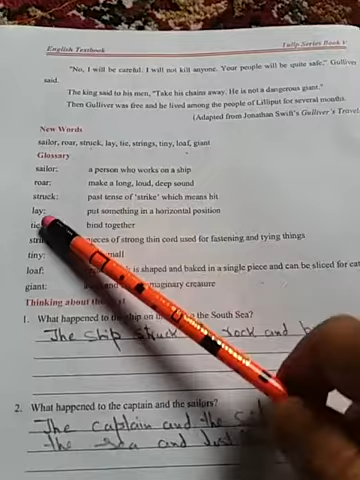 English Textbook Tulip Series Book V
"No, I will be careful. I will not kill anyone. Your people will be quite safe," Gulliver
said.
The king said to his men, "Take his chains away. He is not a dangerous giant."
Then Gulliver was free and he lived among the people of Lilliput for several months.
(Adapted from Jonathan Swift's Gulliver's Travel
New Words
sailor, roar, struck, lay, tie, strings, tiny, loaf, giant
Glossary
sailor: a person who works on a ship
roar: make a long, loud, deep sound
struck: past tense of 'strike' which means hit
lay: put something in a horizontal position
tie bind together
pieces of strong thin cord used for fastening and tying things
tiny: small
loaf: is shaped and baked in a single piece and can be sliced for eat
giant: imaginary creasure
Thinking about the
1. What happened to the ship on the South Sea?
The ship struck rock and
2. What happened to the captain and the sailors?
The captain and the
the sea and